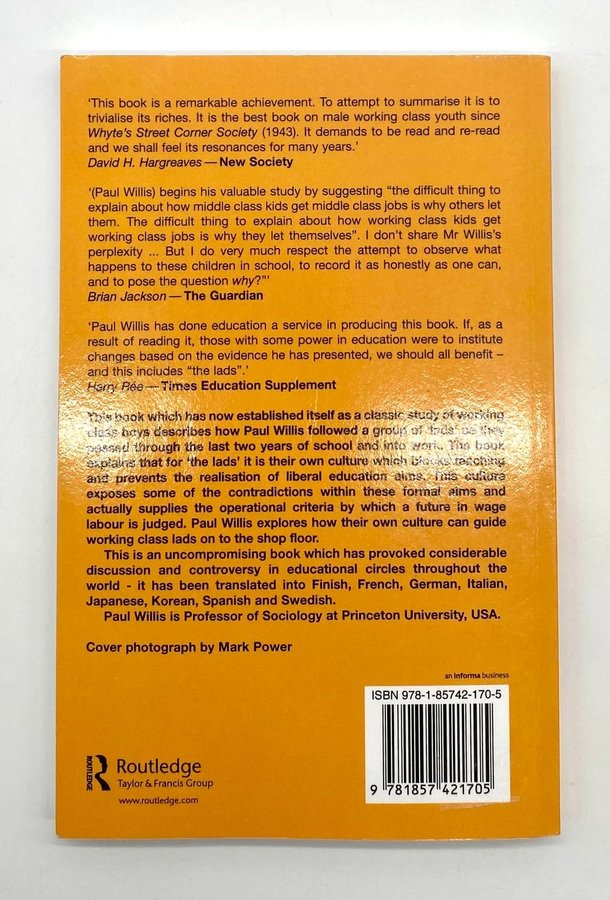 'This book is a remarkable achievement. To attempt to summarise it is to
trivialise its riches. It is the best book on male working class youth since
Whyte's Street Corner Society (1943). It demands to be read and re-read
and we shall feel its resonances for many years.'
David H. Hargreaves — New Society
'(Paul Willis) begins his valuable study by suggesting "the difficult thing to
explain about how middle class kids get middle class jobs is why others let
them. The difficult thing to explain about how working class kids get
working class jobs is why they let themselves". I don't share Mr Willis's
perplexity ... But I do very much respect the attempt to observe what
happens to these children in school, to record it as honestly as one can,
and to pose the question why?"'
Brian Jackson — The Guardian
'Paul Willis has done education a service in producing this book. If, as a
result of reading it, those with some power in education were to institute
changes based on the evidence he has presented, we should all benefit –
and this includes "the lads".'
Harry Rée — Times Education Supplement
This book which has now established itself as a classic study of working
class boys describes how Paul Willis followed a group of 'lads' as they
passed through the last two years of school and into work. The book
explains that for 'the lads' it is their own culture which blocks teaching
and prevents the realisation of liberal education aims. This culture
exposes some of the contradictions within these formal aims and
actually supplies the operational criteria by which a future in wage
labour is judged. Paul Willis explores how their own culture can guide
working class lads on to the shop floor.
This is an uncompromising book which has provoked considerable
discussion and controversy in educational circles throughout the
world - it has been translated into Finnish, French, German, Italian,
Japanese, Korean, Spanish and Swedish.
Paul Willis is Professor of Sociology at Princeton University, USA.
Cover photograph by Mark Power
an informa business
ISBN 978-1-85742-170-5
9 781857 421705
ROUTLEDGE
Routledge
Taylor & Francis Group
www.routledge.com